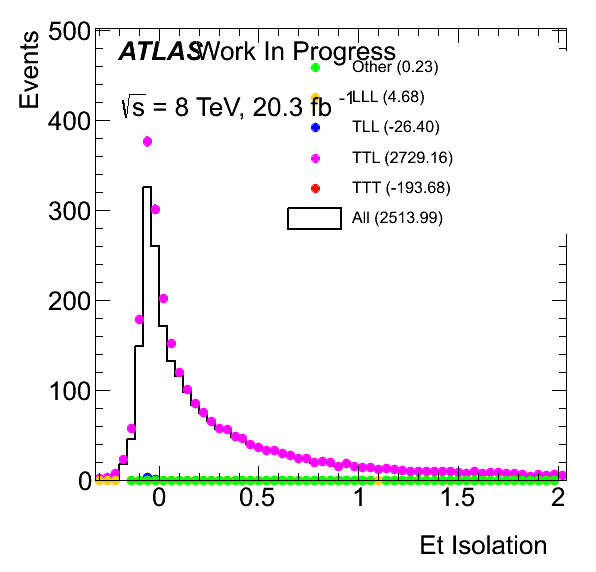 500
Events
ATLAS Work In Progress
Other (0.23)
√s = 8 TeV, 20.3 fb -1
LLL (4.68)
400
TLL (-26.40)
TTL (2729.16)
TTT (-193.68)
300
All (2513.99)
200
100
0
0 0.5 1 1.5 2
Et Isolation